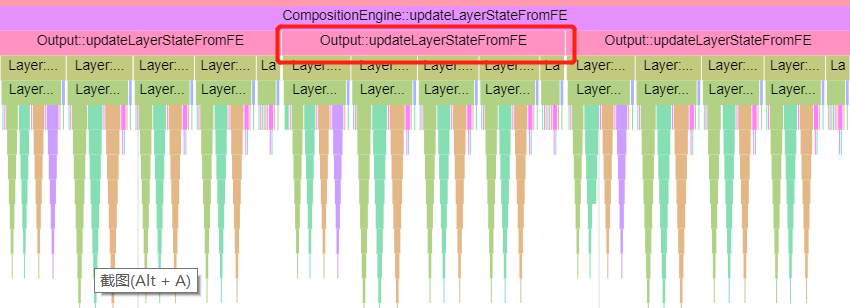 CompositionEngine::updateLayerStateFromFE
Output::updateLayerStateFromFE Output::updateLayerStateFromFE Output::updateLayerStateFromFE
Layer:... Layer:... Layer:... Layer:... La Layer:... Layer:... Layer:... Layer:... La Layer:... Layer:... Layer:... Layer:... La
Layer... Layer... Layer... Layer... Layer... Layer... Layer... Layer... Layer... Layer... Layer... Layer...
截图(Alt + A)